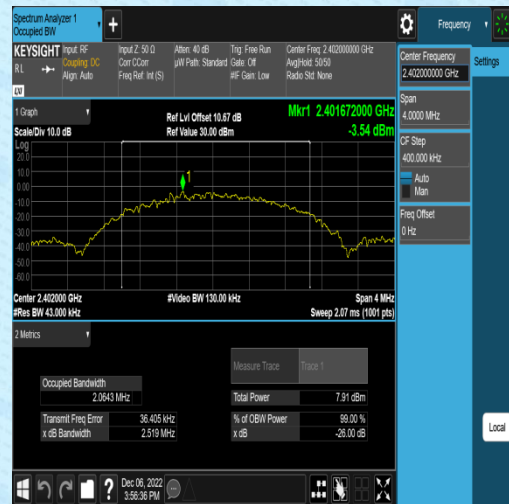 Spectrum Analyzer 1
Occupied BW
Frequency
KEYSIGHT
Input: RF
Coupling: DC
Align: Auto
Input Z: 50 Ω
Corr CCorr
Freq Ref: Int (S)
Atten: 40 dB
µW Path: Standard
Trig: Free Run
Gate: Off
#IF Gain: Low
Center Freq: 2.402000000 GHz
Avg|Hold: 50/50
Radio Std: None
RL
LXI
Center Frequency
2.402000000 GHz
Settings
Span
4.0000 MHz
CF Step
400.000 kHz
Auto
Man
Freq Offset
0 Hz
1 Graph
Scale/Div 10.0 dB
Ref Lvl Offset 10.67 dB
Ref Value 30.00 dBm
Mkr1 2.401672000 GHz
-3.54 dBm
Log
20.0
10.0
0.00
-10.0
-20.0
-30.0
-40.0
-50.0
-60.0
1
Center 2.402000 GHz
#Res BW 43.000 kHz
#Video BW 130.00 kHz
Span 4 MHz
Sweep 2.07 ms (1001 pts)
2 Metrics
Measure Trace
Trace 1
Occupied Bandwidth
2.0643 MHz
Total Power
7.91 dBm
Transmit Freq Error
36.405 kHz
% of OBW Power
99.00 %
x dB Bandwidth
2.519 MHz
x dB
-26.00 dB
Local
Dec 06, 2022
3:56:36 PM